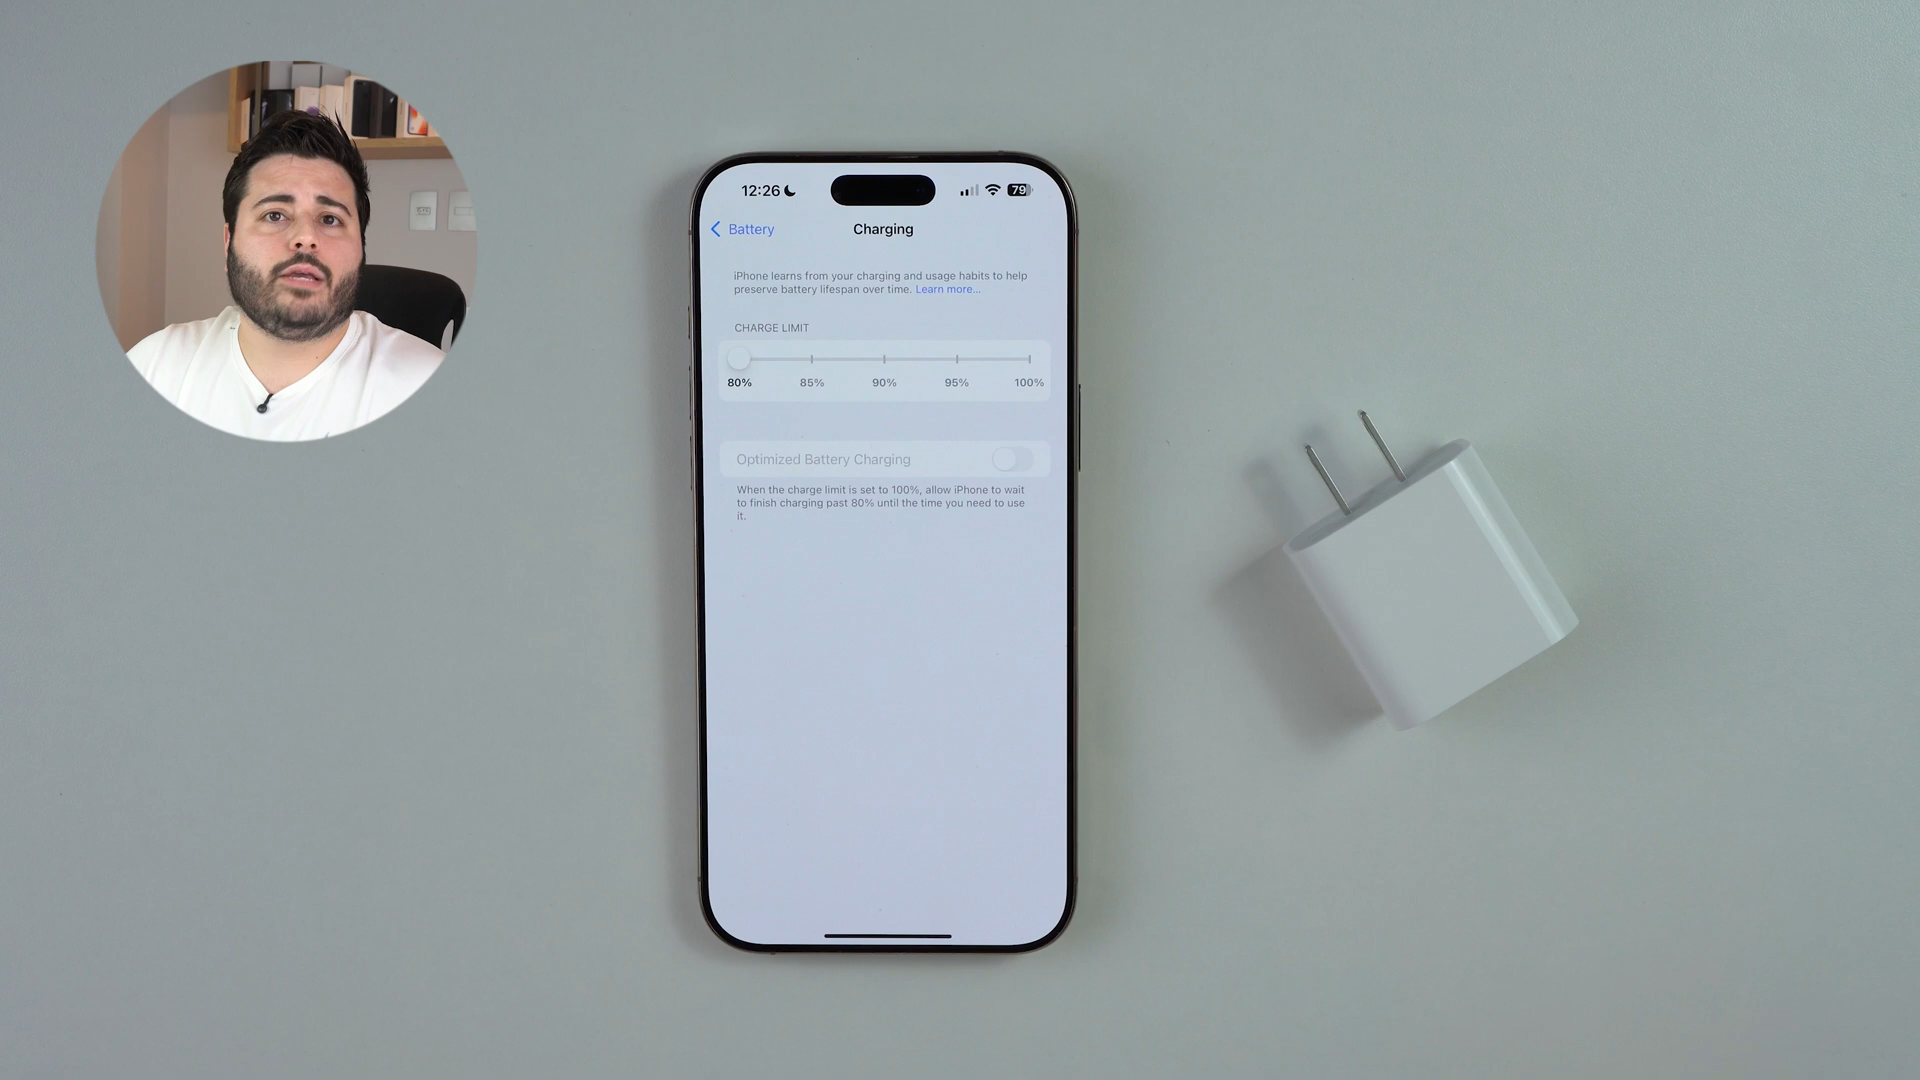 12:26
79
Battery
Charging
iPhone learns from your charging and usage habits to help
preserve battery lifespan over time. Learn more...
CHARGE LIMIT
80% 85% 90% 95% 100%
Optimized Battery Charging
When the charge limit is set to 100%, allow iPhone to wait
to finish charging past 80% until the time you need to use
it.